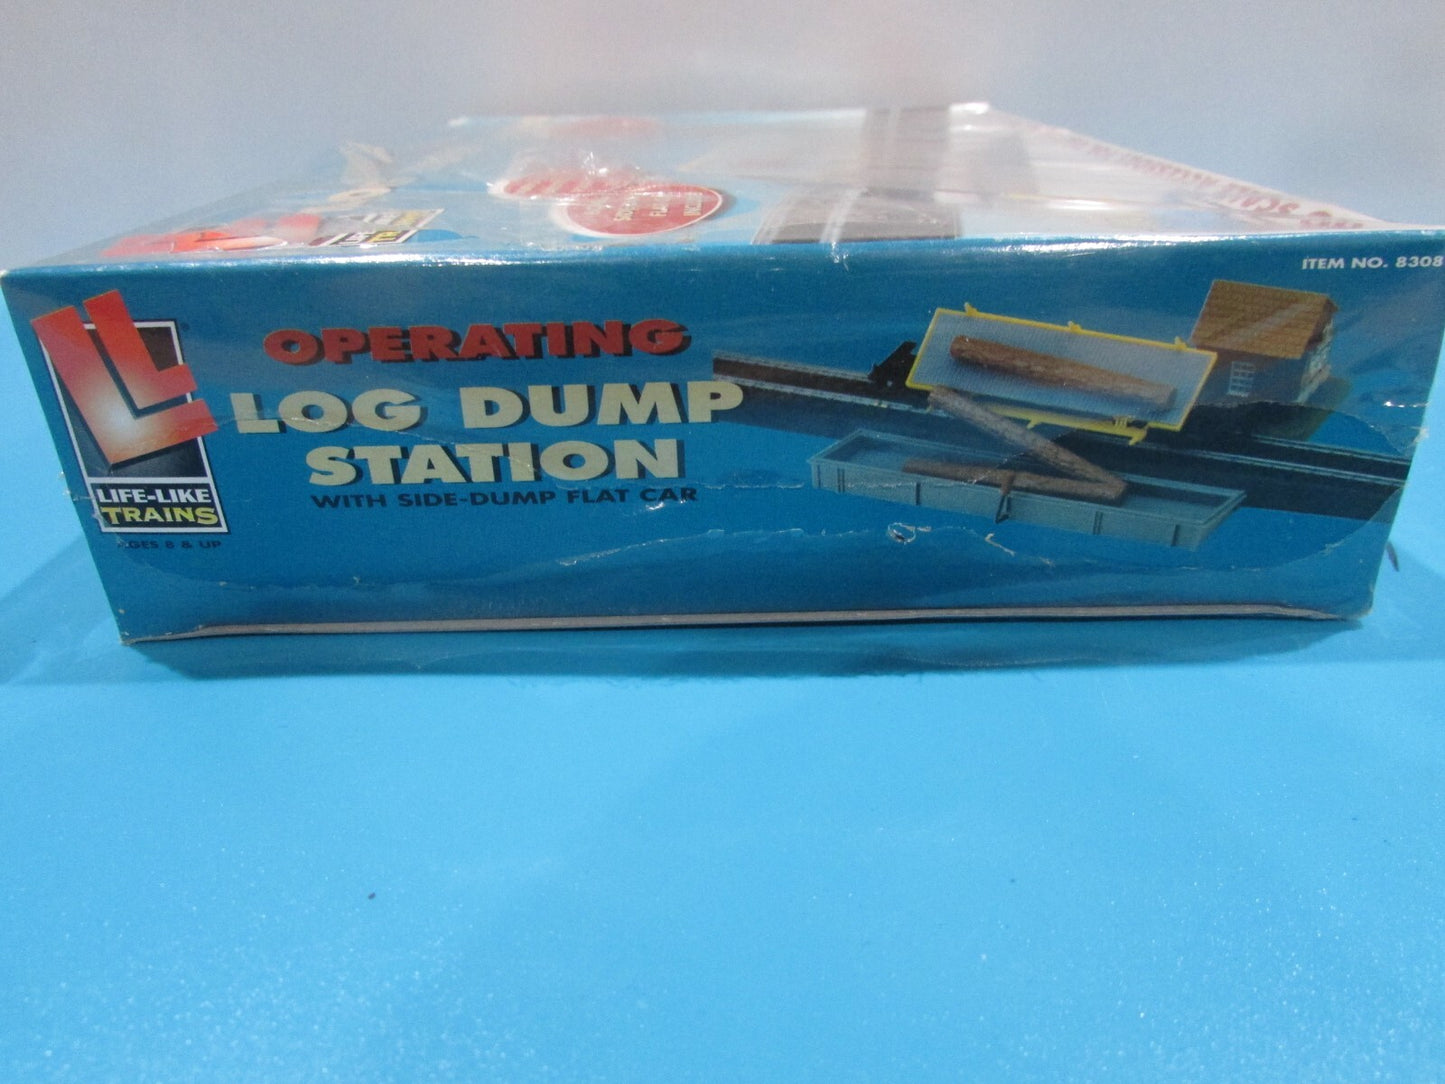 ITEM NO. 8308
OPERATING
LOG DUMP
STATION
WITH SIDE-DUMP FLAT CAR
LIFE-LIKE
TRAINS
AGES 8 & UP